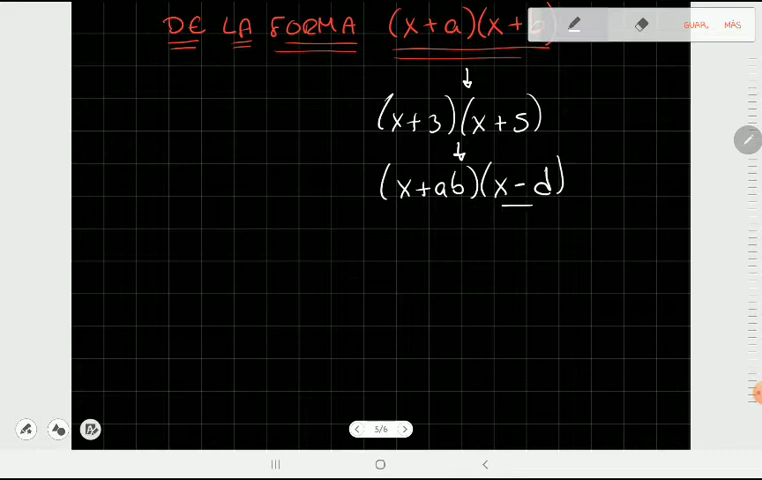 DE LA FORMA (x+a)(x+b)
GUAR. MÁS
(x+3)(x+5)
(x+ab)(x-d)
5/6